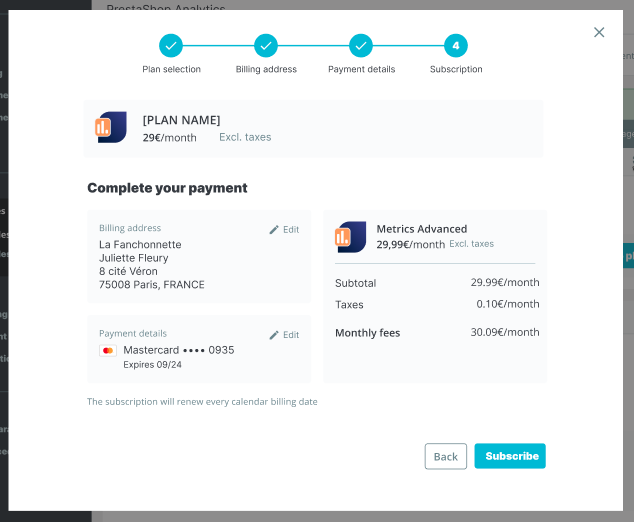 PrestaShop Analytics
4
Plan selection
Billing address
Payment details
Subscription
[PLAN NAME]
29€/month Excl. taxes
Complete your payment
Billing address
Edit
La Fanchonnette
Juliette Fleury
8 cité Véron
75008 Paris, FRANCE
Payment details
Edit
Mastercard •••• 0935
Expires 09/24
Metrics Advanced
29,99€/month Excl. taxes
Subtotal 29.99€/month
Taxes 0.10€/month
Monthly fees 30.09€/month
The subscription will renew every calendar billing date
Back
Subscribe